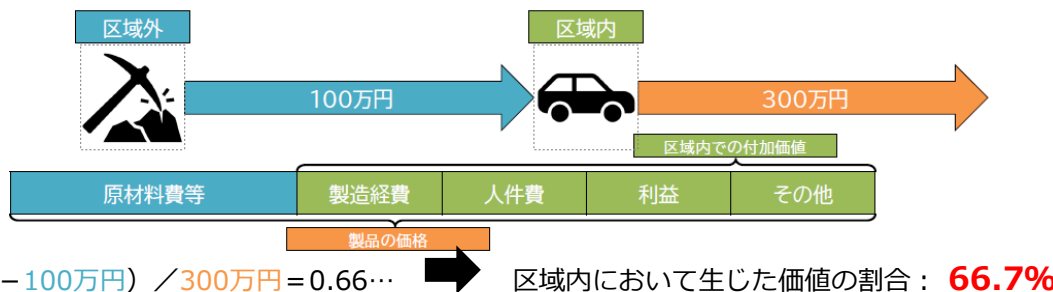 区域外
区域内
100万円
300万円
区域内での付加価値
原材料費等
製造経費
人件費
利益
その他
製品の価格
－100万円）／300万円＝0.66…
区域内において生じた価値の割合： 66.7%